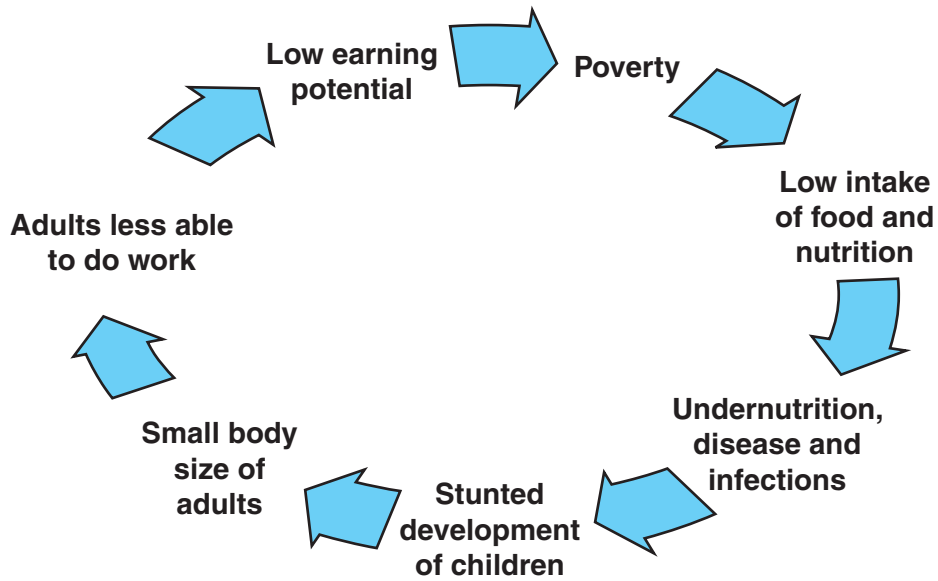 Low earning
potential
Poverty
Low intake
of food and
nutrition
Undernutrition,
disease and
infections
Stunted
development
of children
Small body
size of
adults
Adults less able
to do work